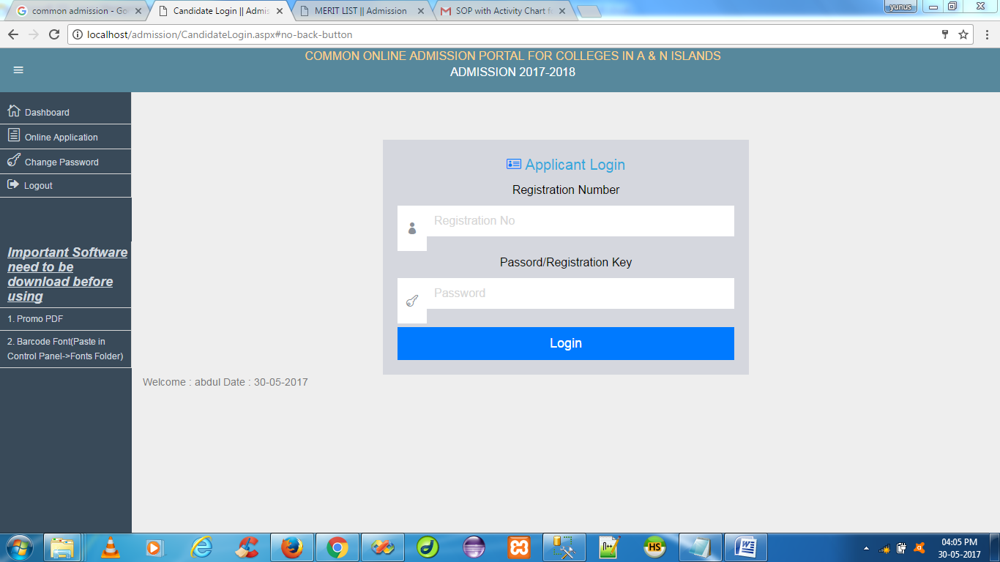 common admission - Go
Candidate Login || Admis
MERIT LIST || Admission
SOP with Activity Chart f
yunus
localhost/admission/CandidateLogin.aspx#no-back-button
COMMON ONLINE ADMISSION PORTAL FOR COLLEGES IN A & N ISLANDS
ADMISSION 2017-2018
Dashboard
Online Application
Change Password
Logout
Important Software
need to be
download before
using
1. Promo PDF
2. Barcode Font(Paste in
Control Panel->Fonts Folder)
Applicant Login
Registration Number
Registration No
Passord/Registration Key
Password
Login
Welcome : abdul Date : 30-05-2017
N++
HS
04:05 PM
30-05-2017